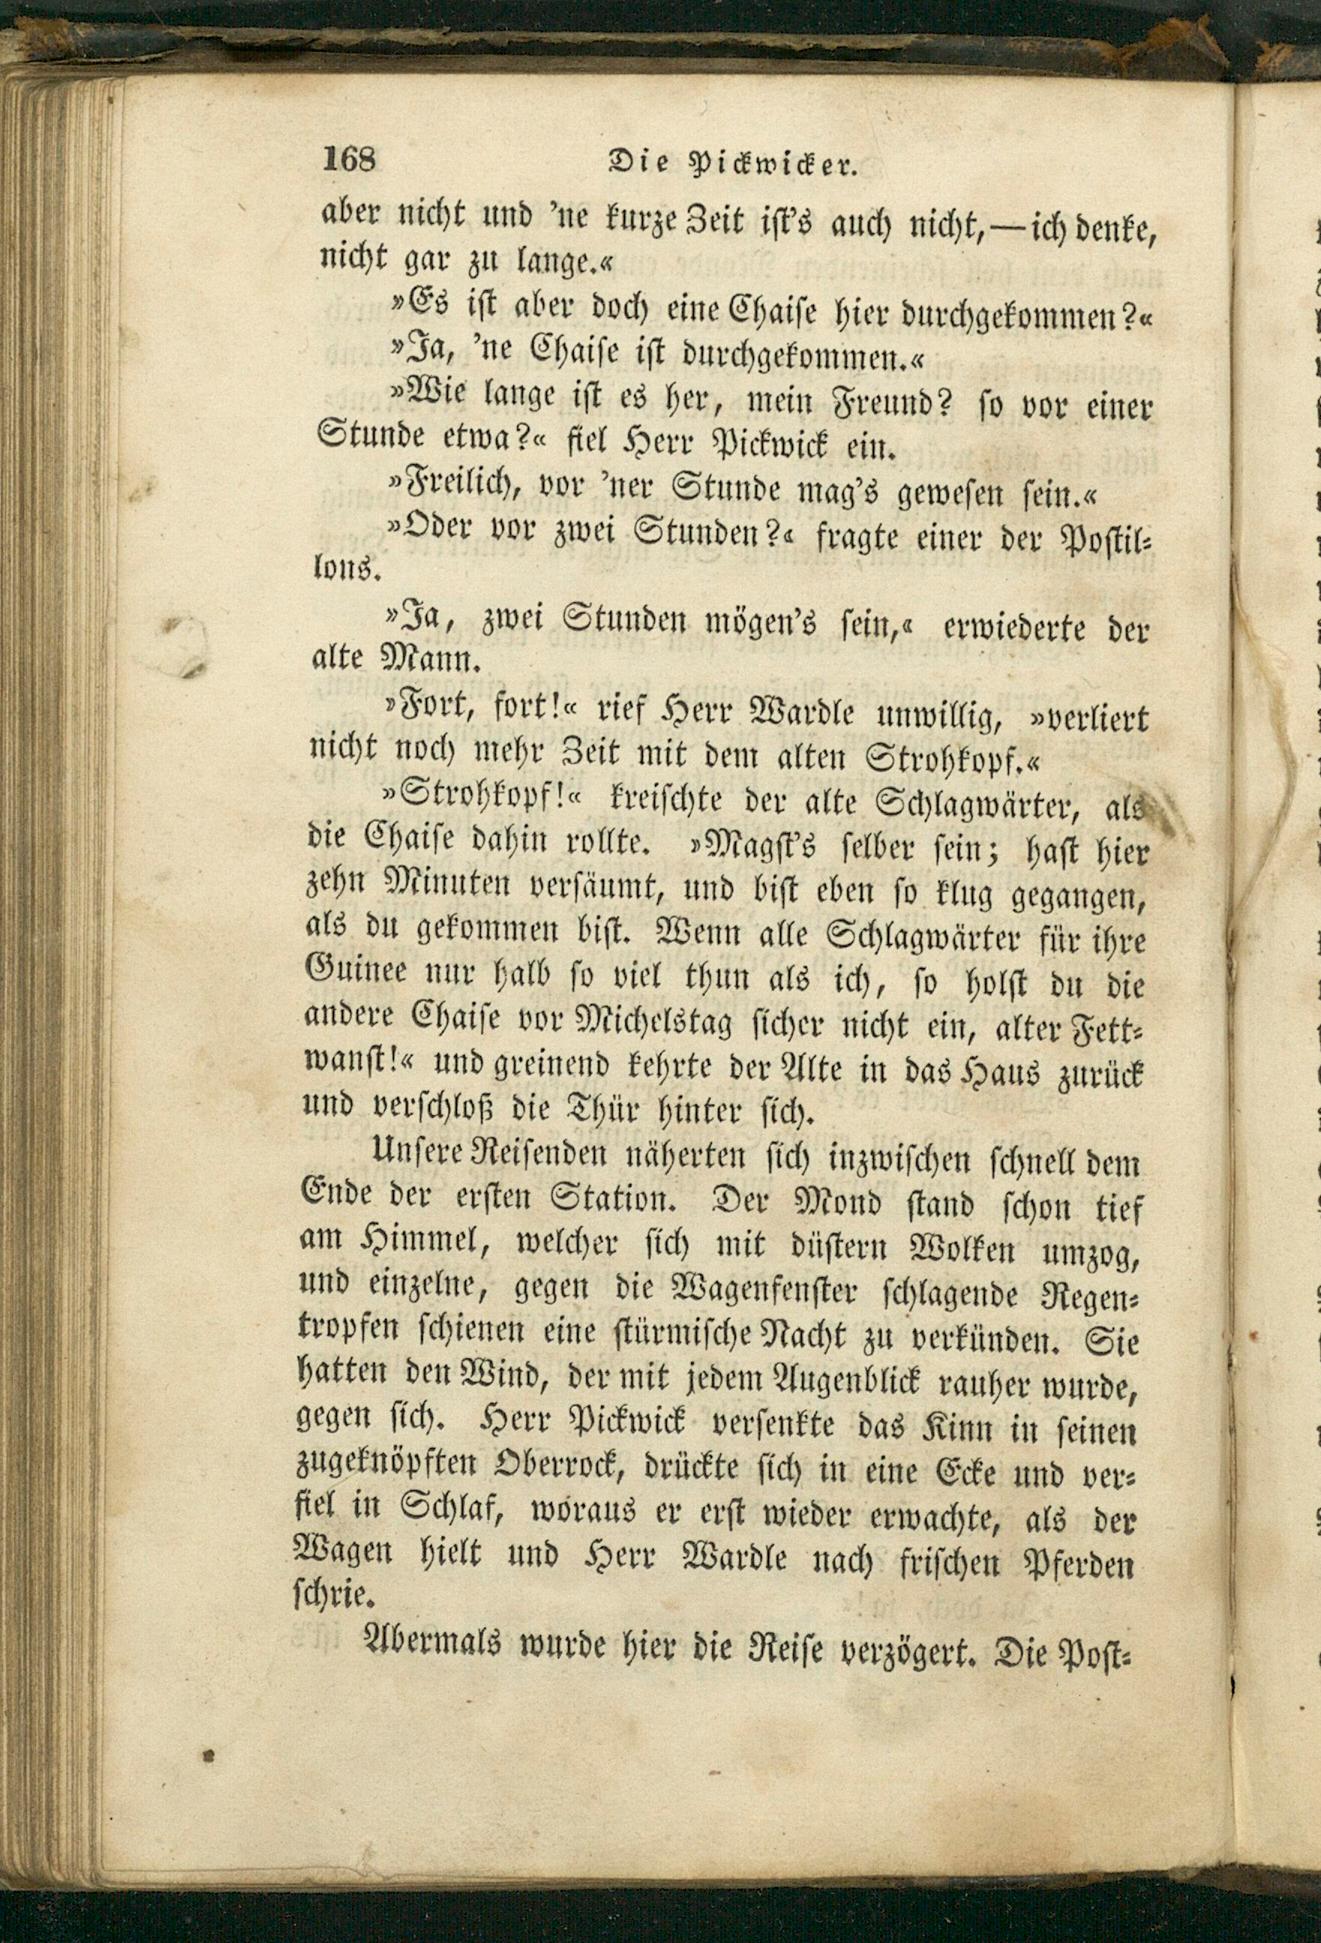 168
Die Pickwicker.
aber nicht und 'ne kurze Zeit ist's auch nicht, — ich denke,
nicht gar zu lange.«
»Es ist aber doch eine Chaise hier durchgekommen?«
»Ja, 'ne Chaise ist durchgekommen.«
»Wie lange ist es her, mein Freund? so vor einer
Stunde etwa?« fiel Herr Pickwick ein.
»Freilich, vor 'ner Stunde mag's gewesen sein.«
»Oder vor zwei Stunden?« fragte einer der Postil-
lons.
»Ja, zwei Stunden mögen's sein,« erwiederte der
alte Mann.
»Fort, fort!« rief Herr Wardle unwillig, »verliert
nicht noch mehr Zeit mit dem alten Strohkopf.«
»Strohkopf!« kreischte der alte Schlagwärter, als
die Chaise dahin rollte. »Magst's selber sein; hast hier
zehn Minuten versäumt, und bist eben so klug gegangen,
als du gekommen bist. Wenn alle Schlagwärter für ihre
Guinee nur halb so viel thun als ich, so holst du die
andere Chaise vor Michelstag sicher nicht ein, alter Fett-
wanst!« und greinend kehrte der Alte in das Haus zurück
und verschloß die Thür hinter sich.
Unsere Reisenden näherten sich inzwischen schnell dem
Ende der ersten Station. Der Mond stand schon tief
am Himmel, welcher sich mit düstern Wolken umzog,
und einzelne, gegen die Wagenfenster schlagende Regen-
tropfen schienen eine stürmische Nacht zu verkünden. Sie
hatten den Wind, der mit jedem Augenblick rauher wurde,
gegen sich. Herr Pickwick versenkte das Kinn in seinen
zugeknöpften Oberrock, drückte sich in eine Ecke und ver-
fiel in Schlaf, woraus er erst wieder erwachte, als der
Wagen hielt und Herr Wardle nach frischen Pferden
schrie.
Abermals wurde hier die Reise verzögert. Die Post-